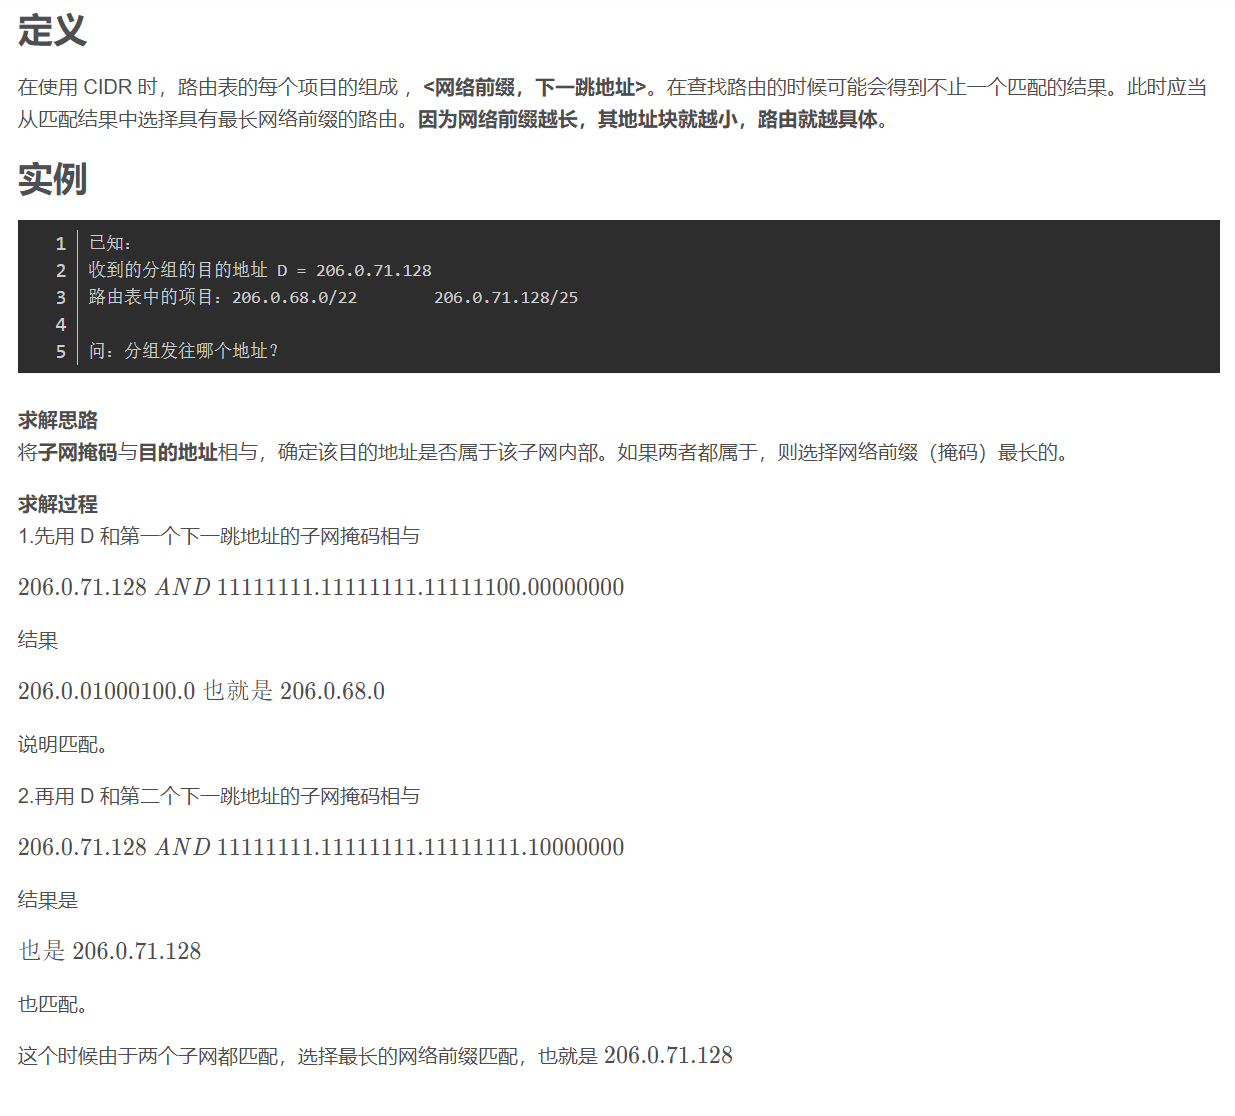 定义
在使用 CIDR 时，路由表的每个项目的组成 ，<网络前缀，下一跳地址>。在查找路由的时候可能会得到不止一个匹配的结果。此时应当
从匹配结果中选择具有最长网络前缀的路由。因为网络前缀越长，其地址块就越小，路由就越具体。
实例
1 已知：
2 收到的分组的目的地址 D = 206.0.71.128
3 路由表中的项目：206.0.68.0/22 206.0.71.128/25
4
5 问：分组发往哪个地址？
求解思路
将子网掩码与目的地址相与，确定该目的地址是否属于该子网内部。如果两者都属于，则选择网络前缀（掩码）最长的。
求解过程
1.先用 D 和第一个下一跳地址的子网掩码相与
206.0.71.128 AND 11111111.11111111.11111100.00000000
结果
206.0.01000100.0 也就是 206.0.68.0
说明匹配。
2.再用 D 和第二个下一跳地址的子网掩码相与
206.0.71.128 AND 11111111.11111111.11111111.10000000
结果是
也是 206.0.71.128
也匹配。
这个时候由于两个子网都匹配，选择最长的网络前缀匹配，也就是 206.0.71.128